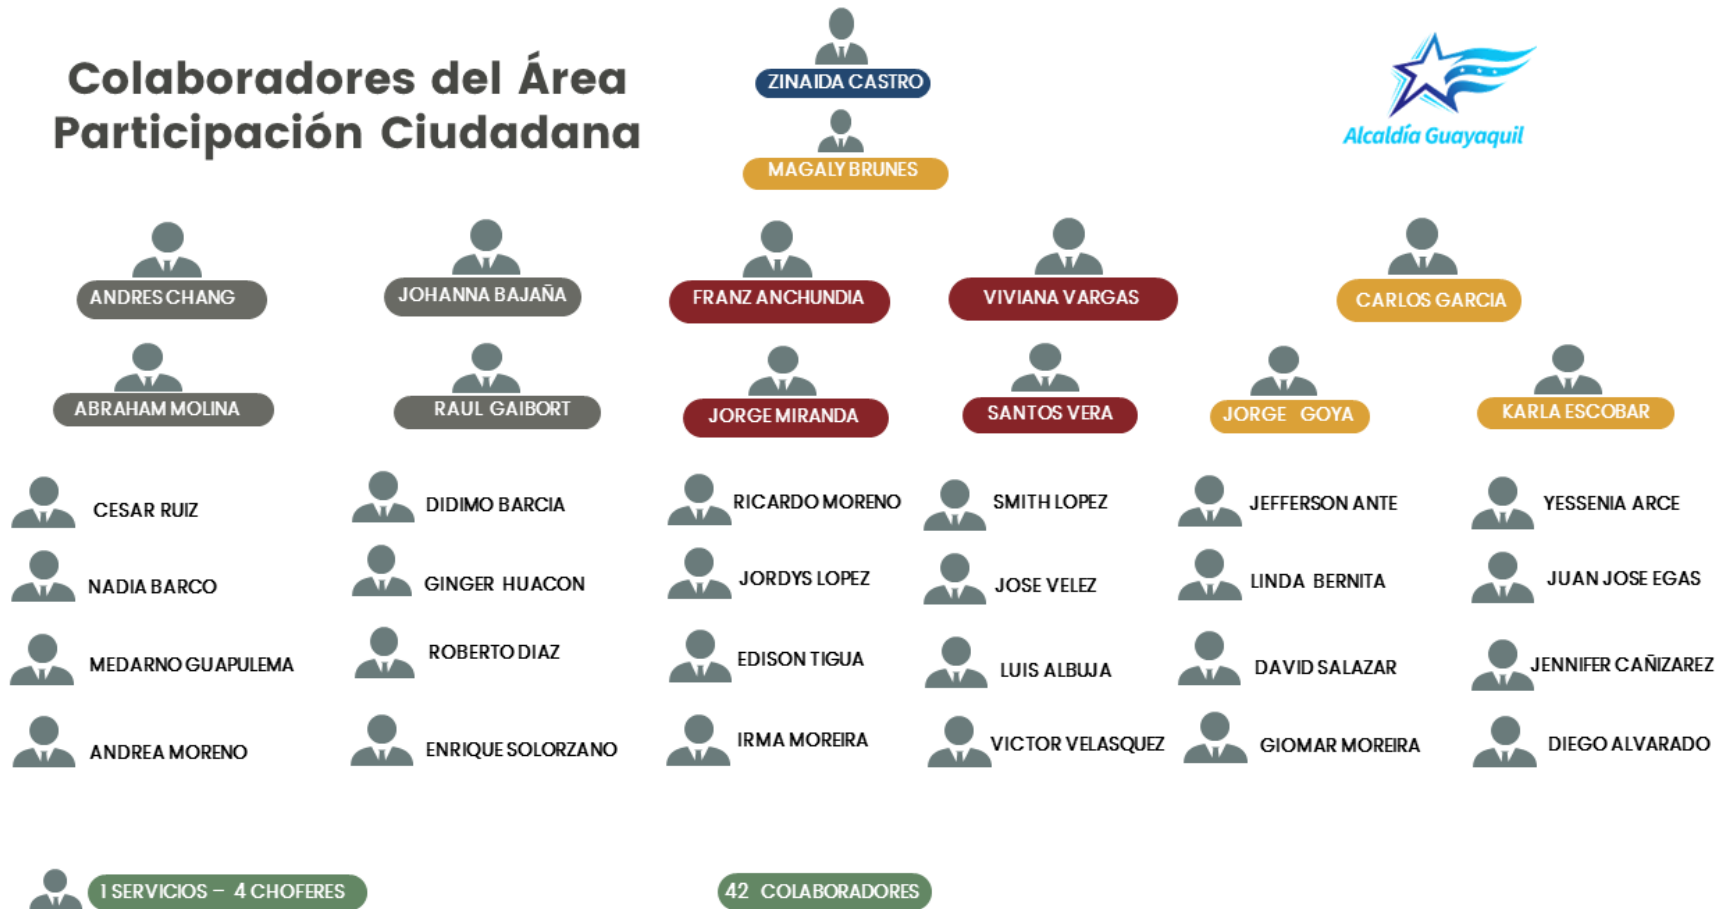 Colaboradores del Área
Participación Ciudadana
ZINAIDA CASTRO
MAGALY BRUNES
Alcaldía Guayaquil
ANDRES CHANG
JOHANNA BAJAÑA
FRANZ ANCHUNDIA
VIVIANA VARGAS
CARLOS GARCIA
ABRAHAM MOLINA
RAUL GAIBORT
JORGE MIRANDA
SANTOS VERA
JORGE GOYA
KARLA ESCOBAR
CESAR RUIZ
DIDIMO BARCIA
RICARDO MORENO
SMITH LOPEZ
JEFFERSON ANTE
YESSENIA ARCE
NADIA BARCO
GINGER HUACON
JORDYS LOPEZ
JOSE VELEZ
LINDA BERNITA
JUAN JOSE EGAS
MEDARNO GUAPULEMA
ROBERTO DIAZ
EDISON TIGUA
LUIS ALBUJA
DAVID SALAZAR
JENNIFER CAÑIZAREZ
ANDREA MORENO
ENRIQUE SOLORZANO
IRMA MOREIRA
VICTOR VELASQUEZ
GIOMAR MOREIRA
DIEGO ALVARADO
1 SERVICIOS – 4 CHOFERES
42 COLABORADORES